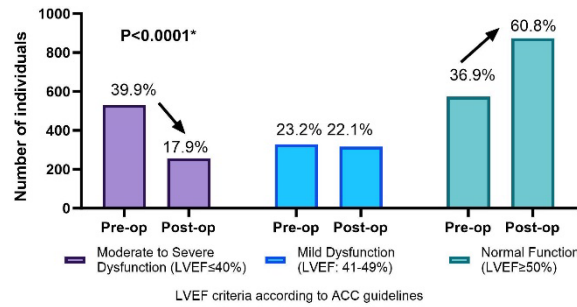 Number of individuals
1000
800
600
400
200
0
P<0.0001*
39.9%
17.9%
23.2% 22.1%
36.9%
60.8%
Pre-op Post-op Pre-op Post-op Pre-op Post-op
Moderate to Severe
Dysfunction (LVEF≤40%)
Mild Dysfunction
(LVEF: 41-49%)
Normal Function
(LVEF≥50%)
LVEF criteria according to ACC guidelines